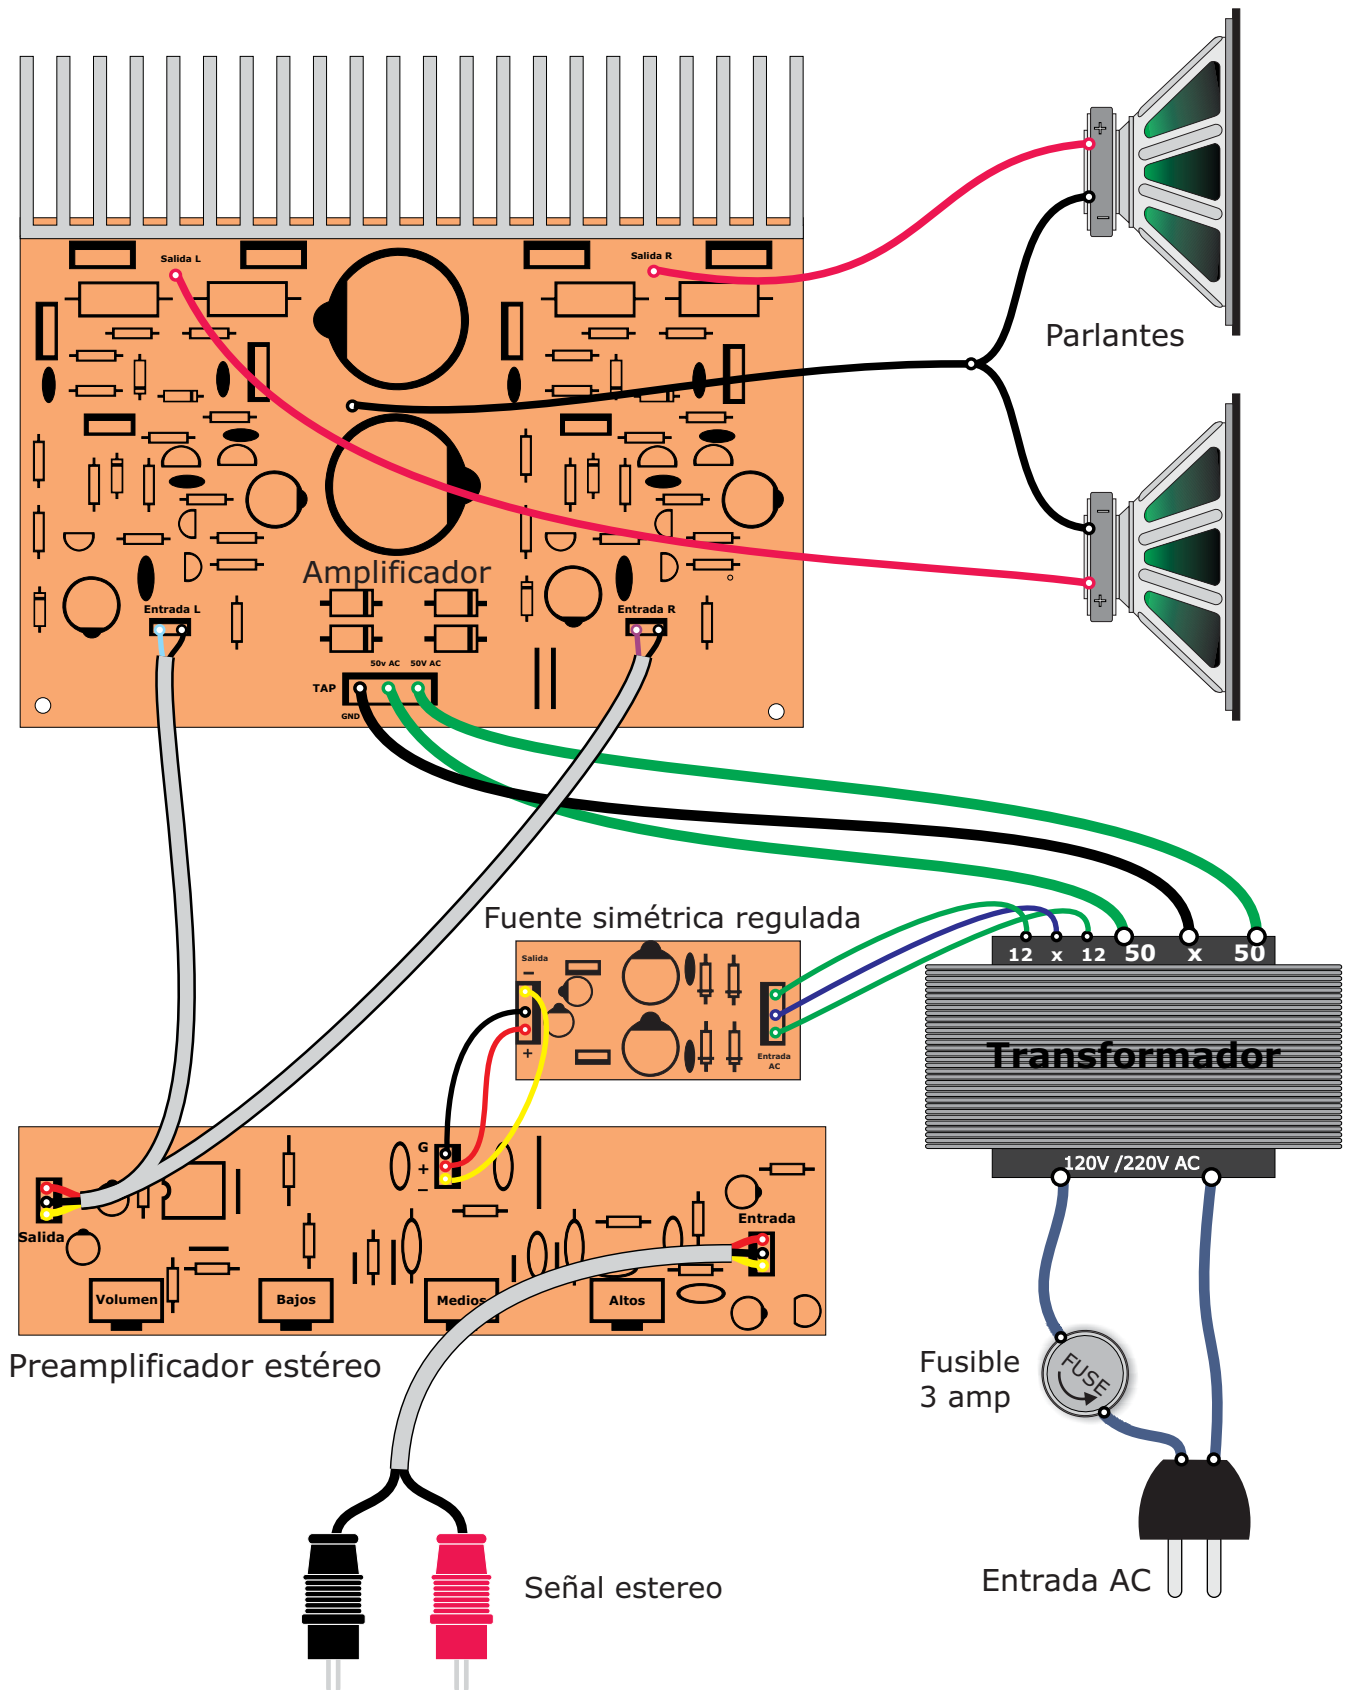 Salida L
Salida R
+
−
Parlantes
−
+
Amplificador
Entrada L
Entrada R
50v AC
50V AC
TAP
GND
Fuente simétrica regulada
12
x
12
50
x
50
Salida
−
+
Entrada
AC
Transformador
120V /220V AC
G
+
−
Salida
Entrada
Volumen
Bajos
Medios
Altos
Preamplificador estéreo
Fusible
3 amp
FUSE
Señal estereo
Entrada AC